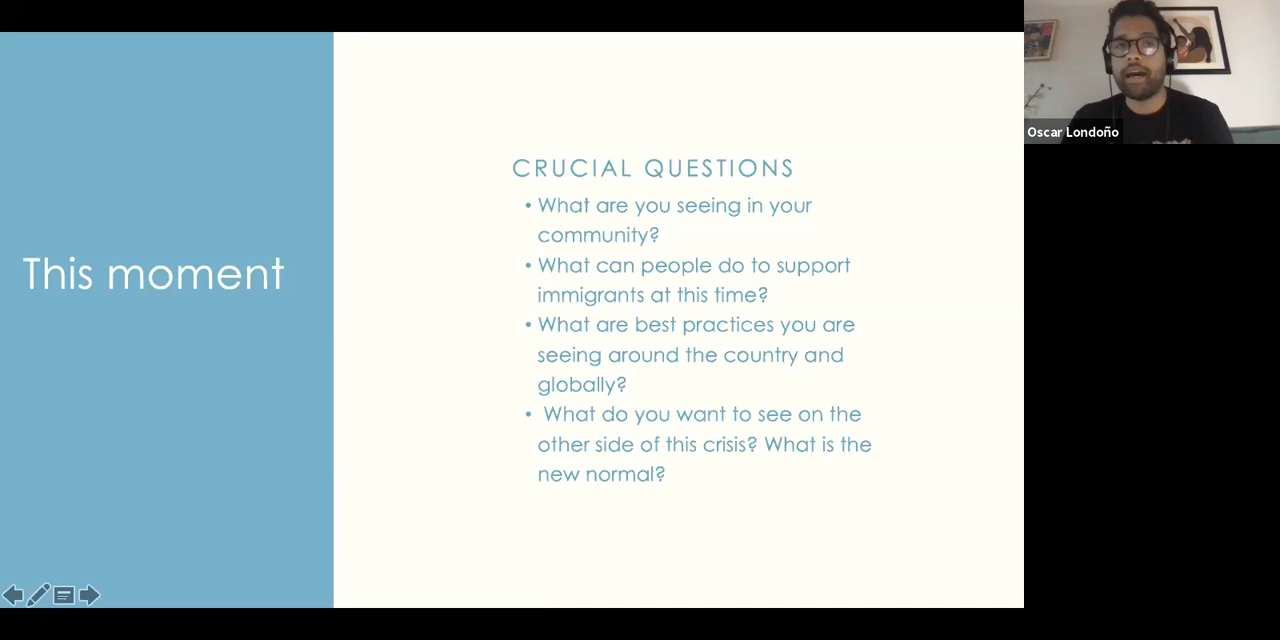 This moment
CRUCIAL QUESTIONS
• What are you seeing in your
community?
• What can people do to support
immigrants at this time?
• What are best practices you are
seeing around the country and
globally?
• What do you want to see on the
other side of this crisis? What is the
new normal?
Oscar Londoño